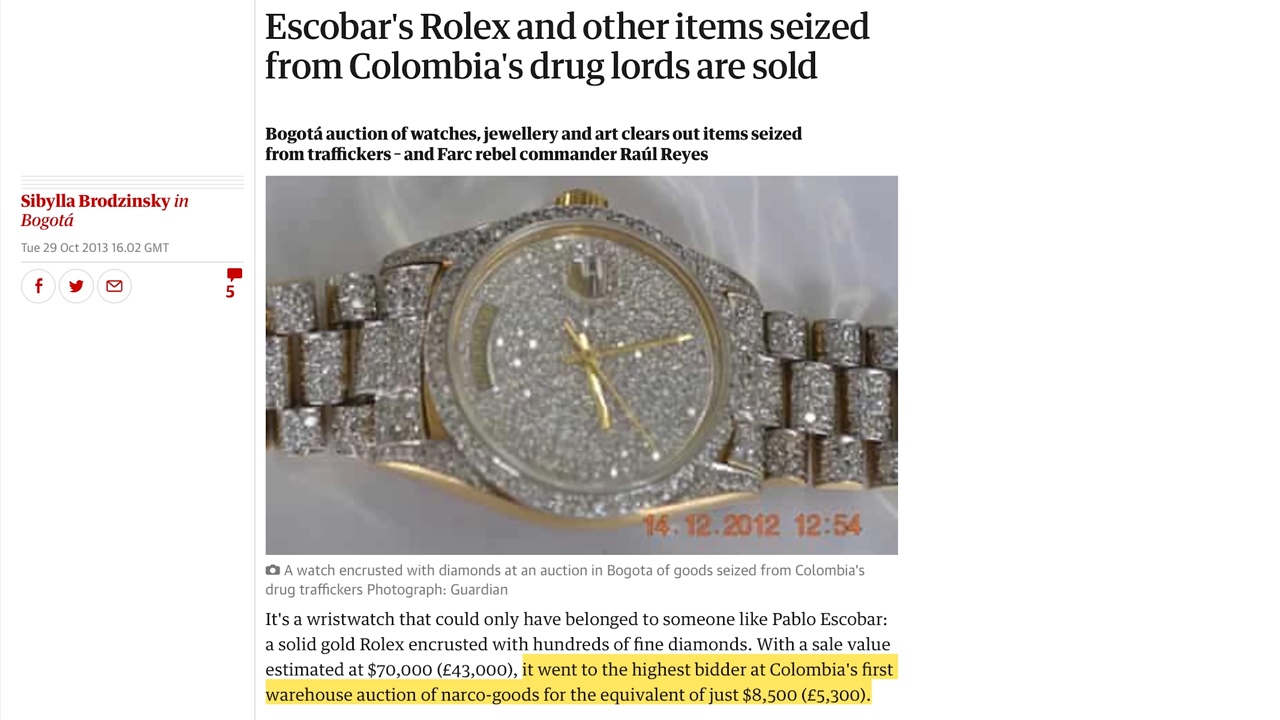 Escobar's Rolex and other items seized
from Colombia's drug lords are sold
Bogotá auction of watches, jewellery and art clears out items seized
from traffickers – and Farc rebel commander Raúl Reyes
Sibylla Brodzinsky in
Bogotá
Tue 29 Oct 2013 16.02 GMT
5
14.12.2012 12:54
A watch encrusted with diamonds at an auction in Bogota of goods seized from Colombia's
drug traffickers Photograph: Guardian
It's a wristwatch that could only have belonged to someone like Pablo Escobar:
a solid gold Rolex encrusted with hundreds of fine diamonds. With a sale value
estimated at $70,000 (£43,000), it went to the highest bidder at Colombia's first
warehouse auction of narco-goods for the equivalent of just $8,500 (£5,300).